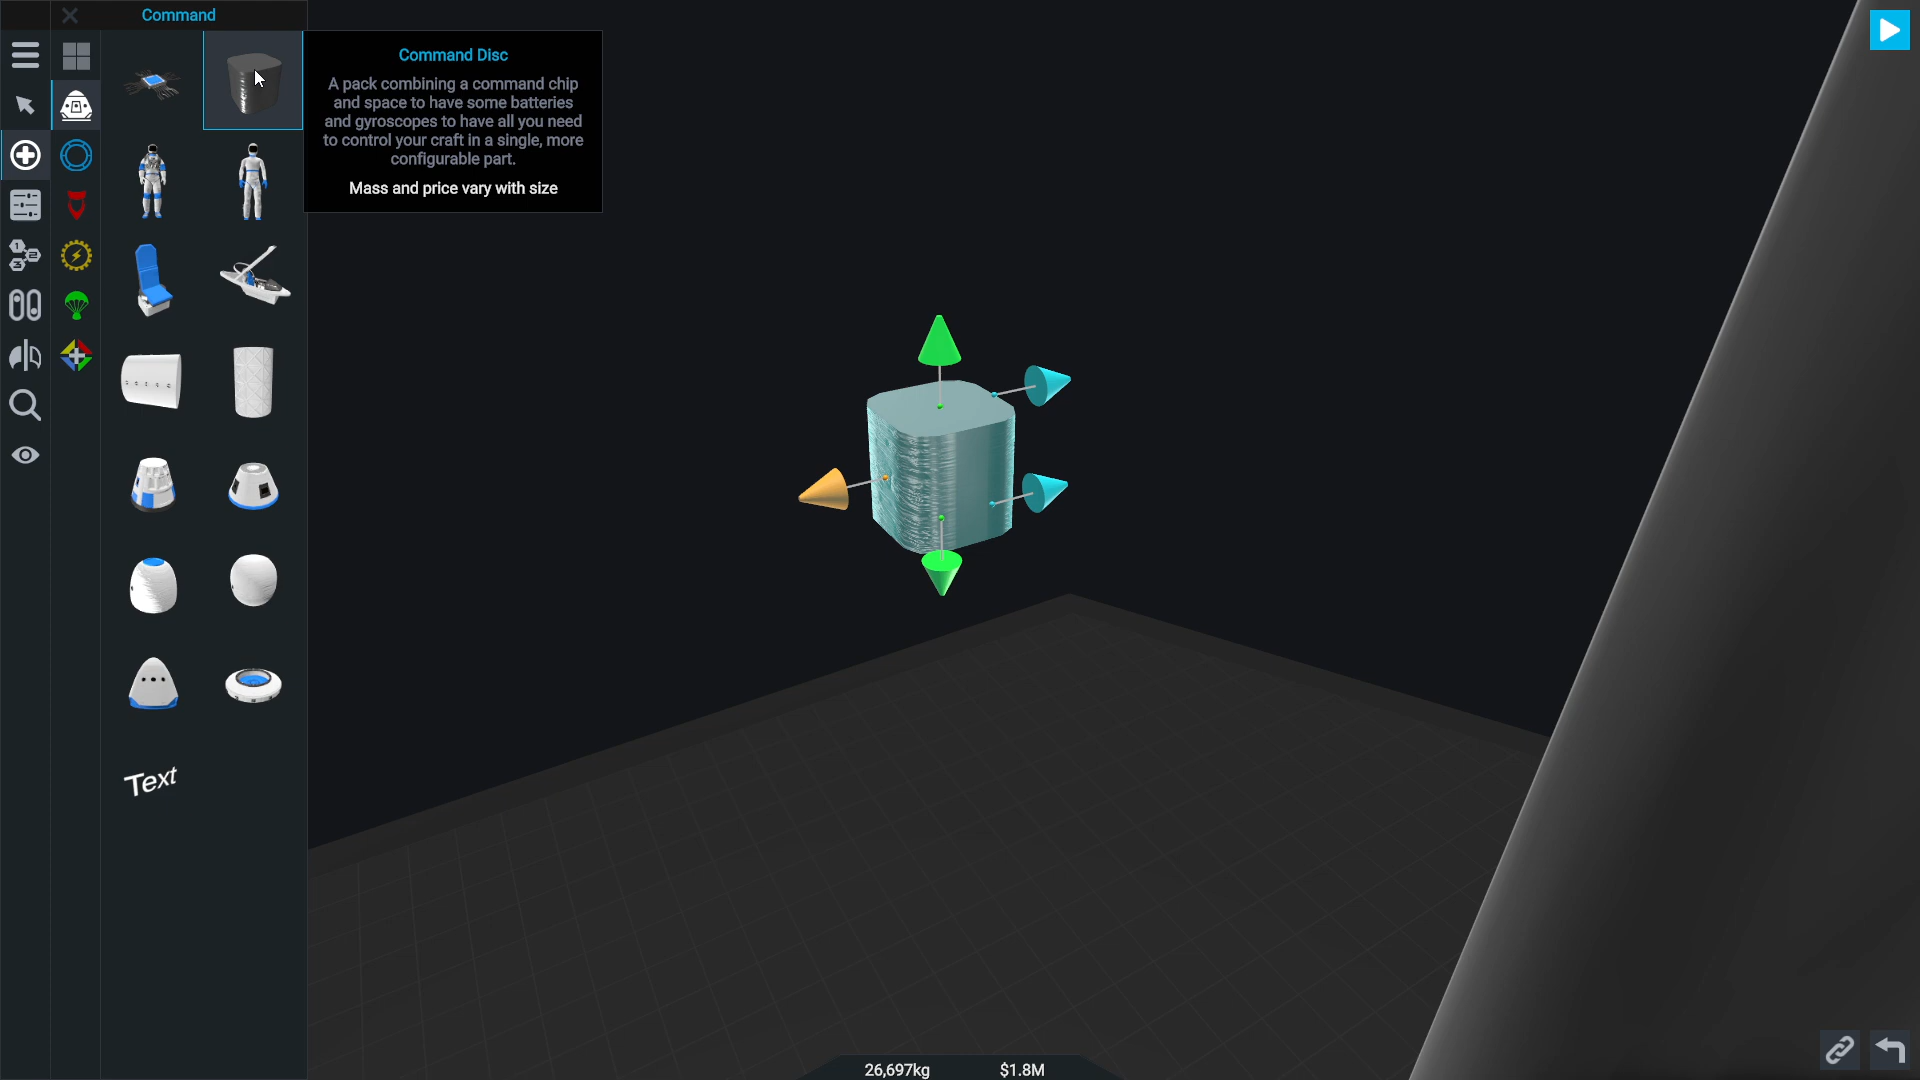 Command
Command Disc
A pack combining a command chip
and space to have some batteries
and gyroscopes to have all you need
to control your craft in a single, more
configurable part.
Mass and price vary with size
Text
26,697kg $1.8M